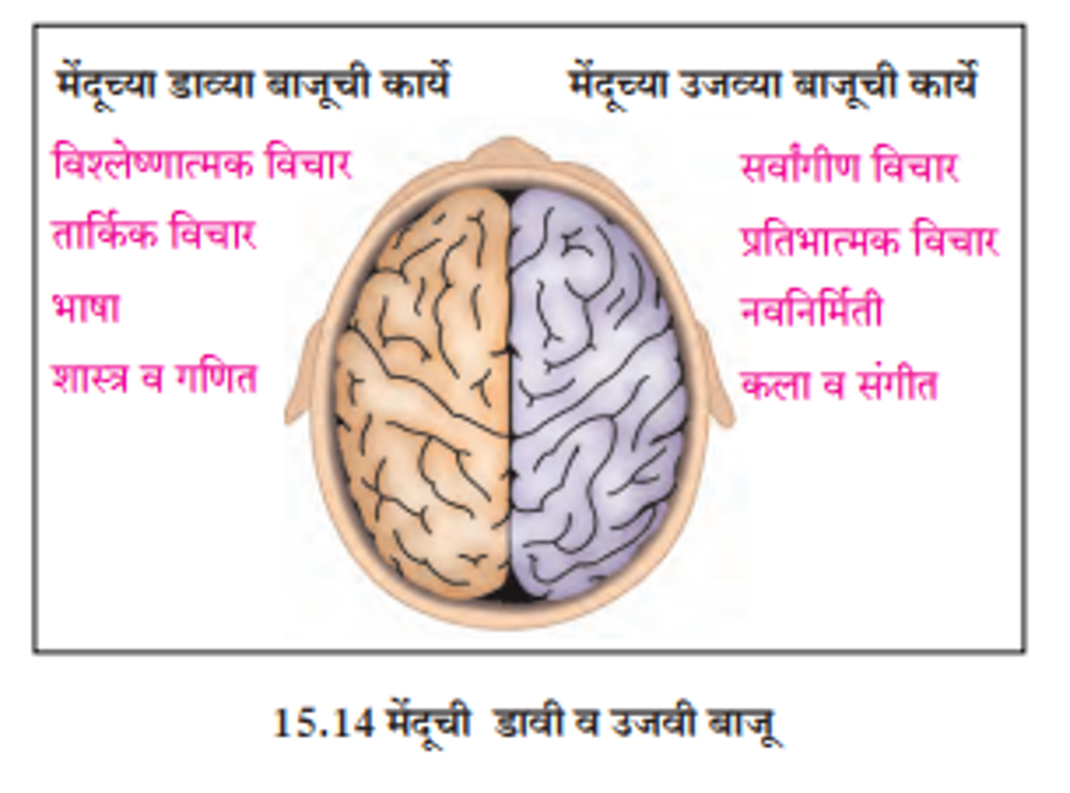 मेंदूच्या डाव्या बाजूची कार्ये
विश्लेष्णात्मक विचार
तार्किक विचार
भाषा
शास्त्र व गणित
मेंदूच्या उजव्या बाजूची कार्ये
सर्वांगीण विचार
प्रतिभात्मक विचार
नवनिर्मिती
कला व संगीत
15.14 मेंदूची डावी व उजवी बाजू